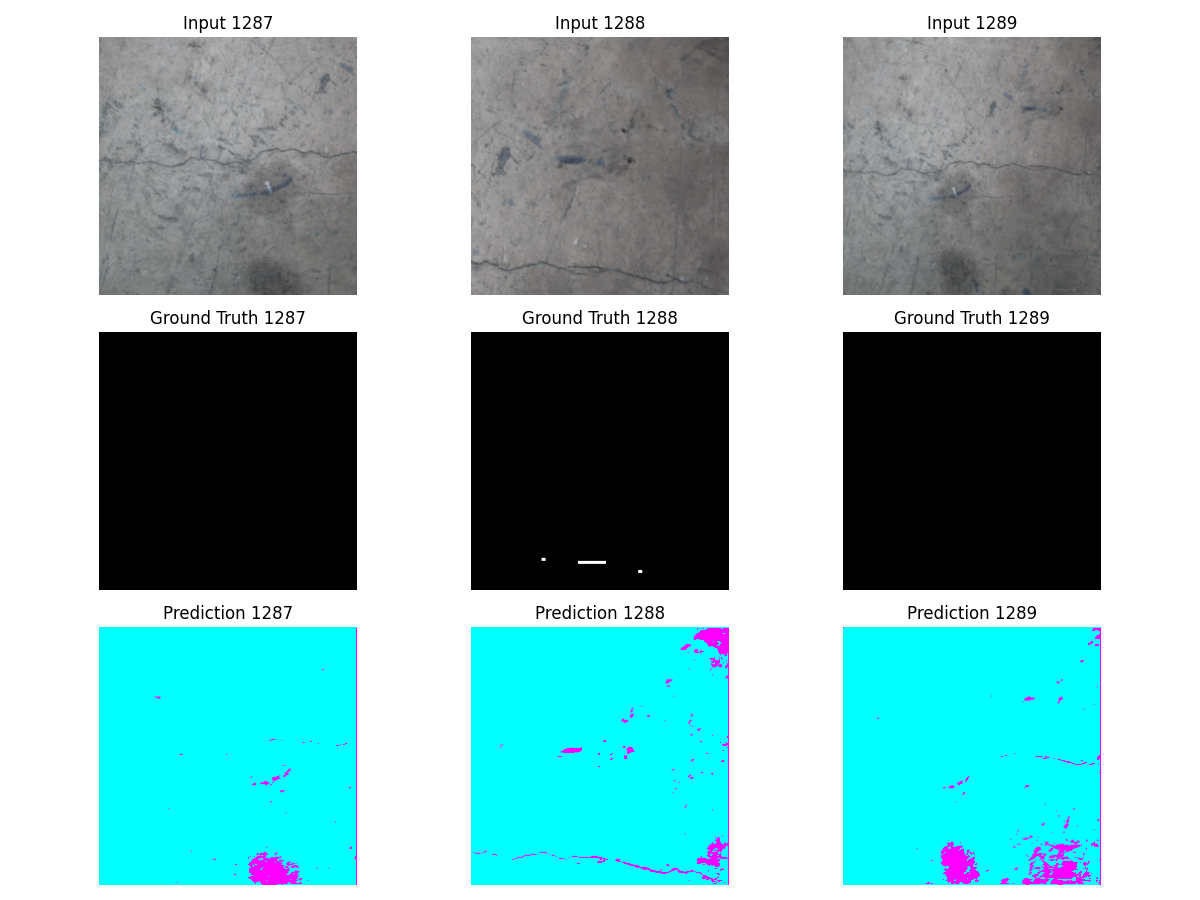 Input 1287
Input 1288
Input 1289
Ground Truth 1287
Ground Truth 1288
Ground Truth 1289
Prediction 1287
Prediction 1288
Prediction 1289